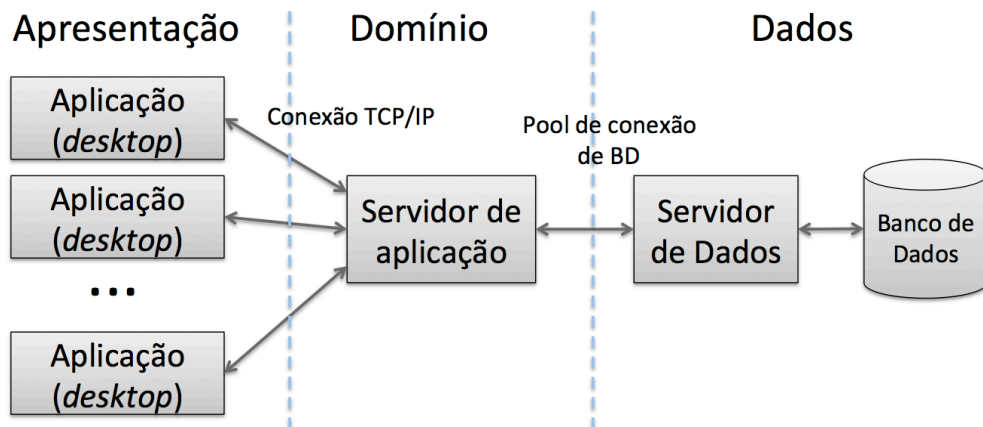 Apresentação
Domínio
Dados
Aplicação
(desktop)
Conexão TCP/IP
Pool de conexão
de BD
Aplicação
(desktop)
Servidor de
aplicação
Servidor
de Dados
Banco de
Dados
...
Aplicação
(desktop)